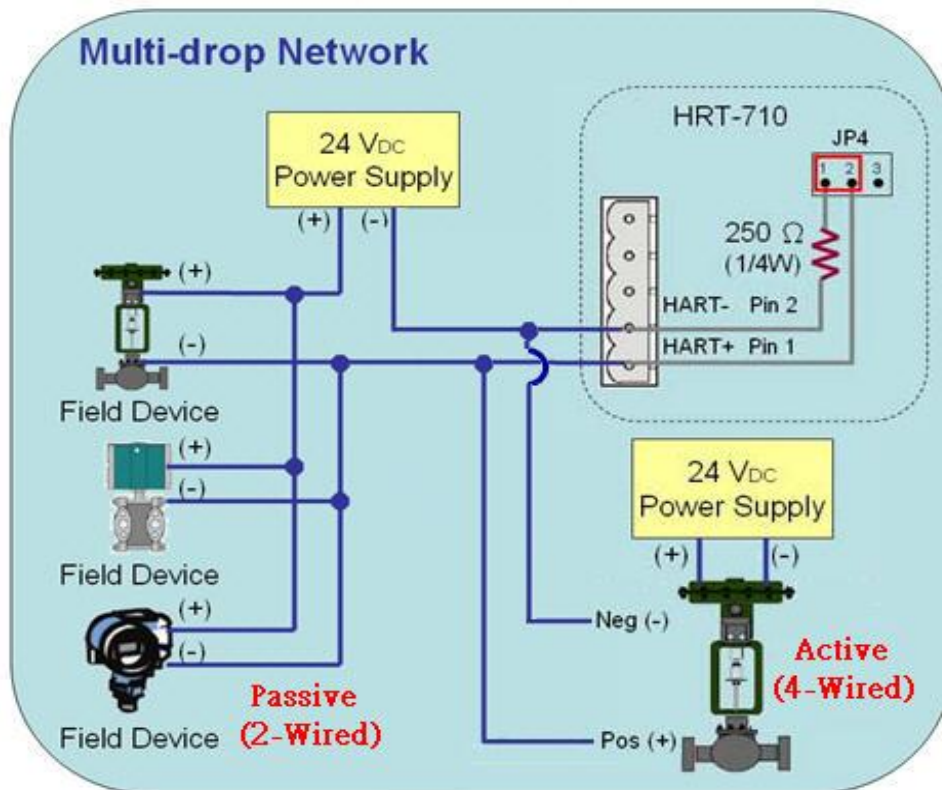 Multi-drop Network
24 VDC
Power Supply
(+) (-)
HRT-710
JP4
1 2 3
250 Ω
(1/4W)
HART- Pin 2
HART+ Pin 1
(+)
(-)
Field Device
(+)
(-)
Field Device
(+)
(-)
Field Device
Passive
(2-Wired)
24 VDC
Power Supply
(+) (-)
Neg (-)
Active
(4-Wired)
Pos (+)